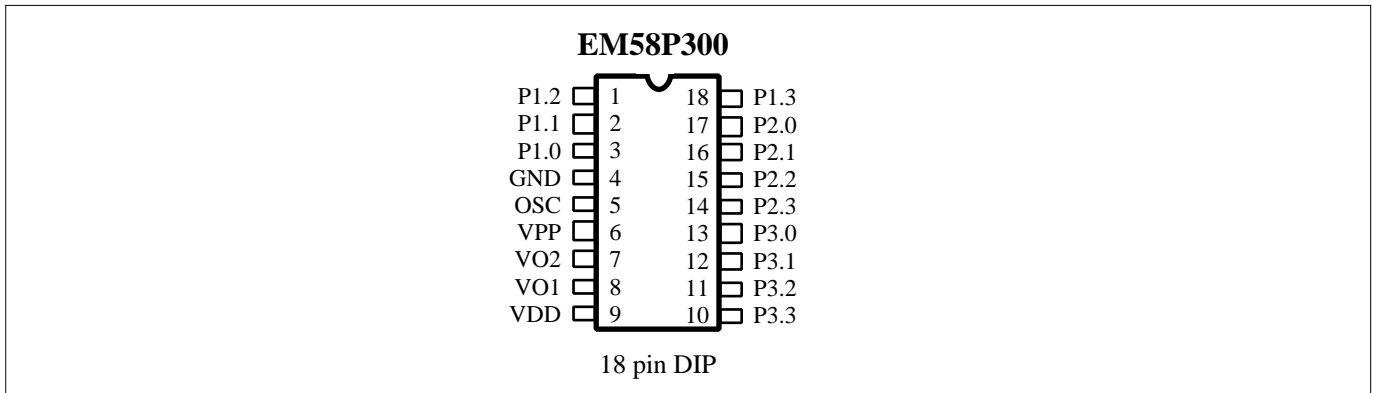 EM58P300
P1.2 1 18 P1.3
P1.1 2 17 P2.0
P1.0 3 16 P2.1
GND 4 15 P2.2
OSC 5 14 P2.3
VPP 6 13 P3.0
VO2 7 12 P3.1
VO1 8 11 P3.2
VDD 9 10 P3.3
18 pin DIP